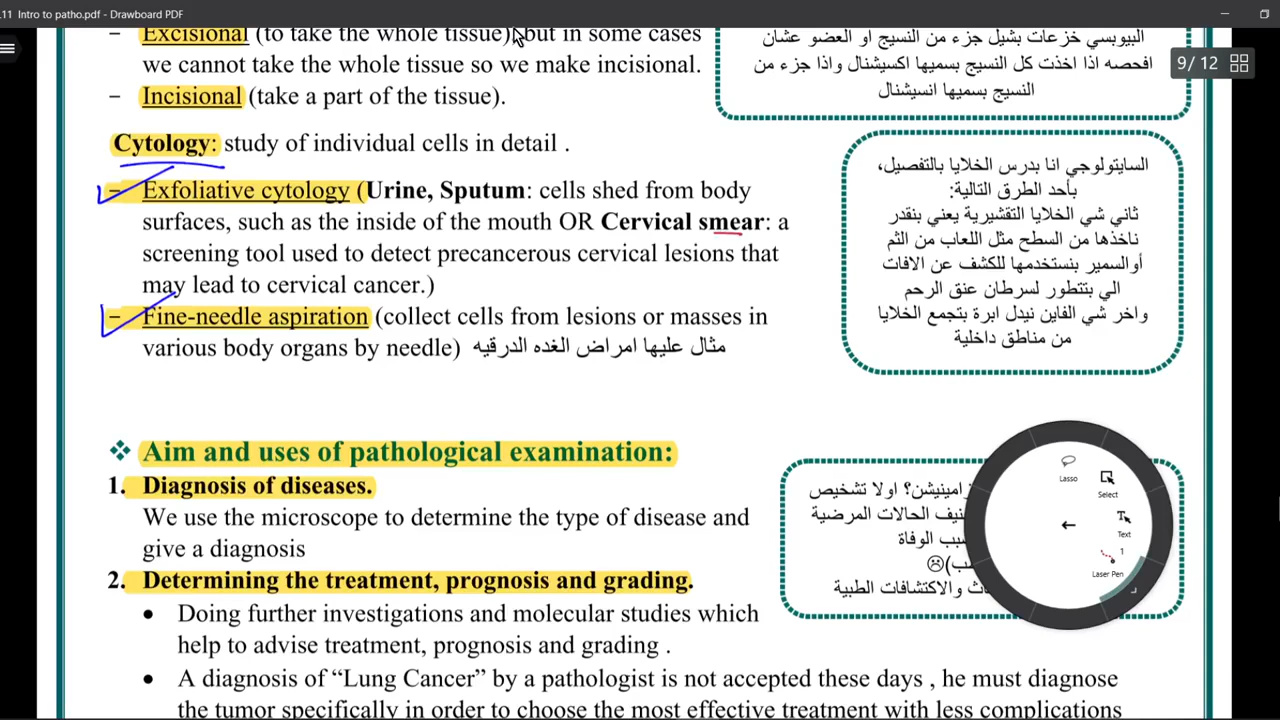 .11 Intro to patho.pdf - Drawboard PDF
9/ 12
- Excisional (to take the whole tissue) but in some cases
we cannot take the whole tissue so we make incisional.
- Incisional (take a part of the tissue).
البيوبسي خزعات بشيل جزء من النسيج او العضو عشان
افحصه اذا اخذت كل النسيج بسميها اكسيشنال واذا جزء من
النسيج بسميها انسيشنال
Cytology: study of individual cells in detail .
- Exfoliative cytology (Urine, Sputum: cells shed from body
surfaces, such as the inside of the mouth OR Cervical smear: a
screening tool used to detect precancerous cervical lesions that
may lead to cervical cancer.)
- Fine-needle aspiration (collect cells from lesions or masses in
various body organs by needle) مثال عليها امراض الغده الدرقيه
السايتولوجي انا بدرس الخلايا بالتفصيل،
بأحد الطرق التالية:
ثاني شي الخلايا التقشيرية يعني بنقدر
ناخذها من السطح مثل اللعاب من الثم
أوالسمير بنستخدمها للكشف عن الافات
الي بتتطور لسرطان عنق الرحم
واخر شي الفاين نيدل ابرة بتجمع الخلايا
من مناطق داخلية
❖ Aim and uses of pathological examination:
1. Diagnosis of diseases.
We use the microscope to determine the type of disease and
give a diagnosis
2. Determining the treatment, prognosis and grading.
• Doing further investigations and molecular studies which
help to advise treatment, prognosis and grading .
• A diagnosis of “Lung Cancer” by a pathologist is not accepted these days , he must diagnose
the tumor specifically in order to choose the most effective treatment with less complications
اولا تشخيص
الحالات المرضية
الوفاة
والاكتشافات الطبية
Lasso
Select
Text
1
Laser Pen